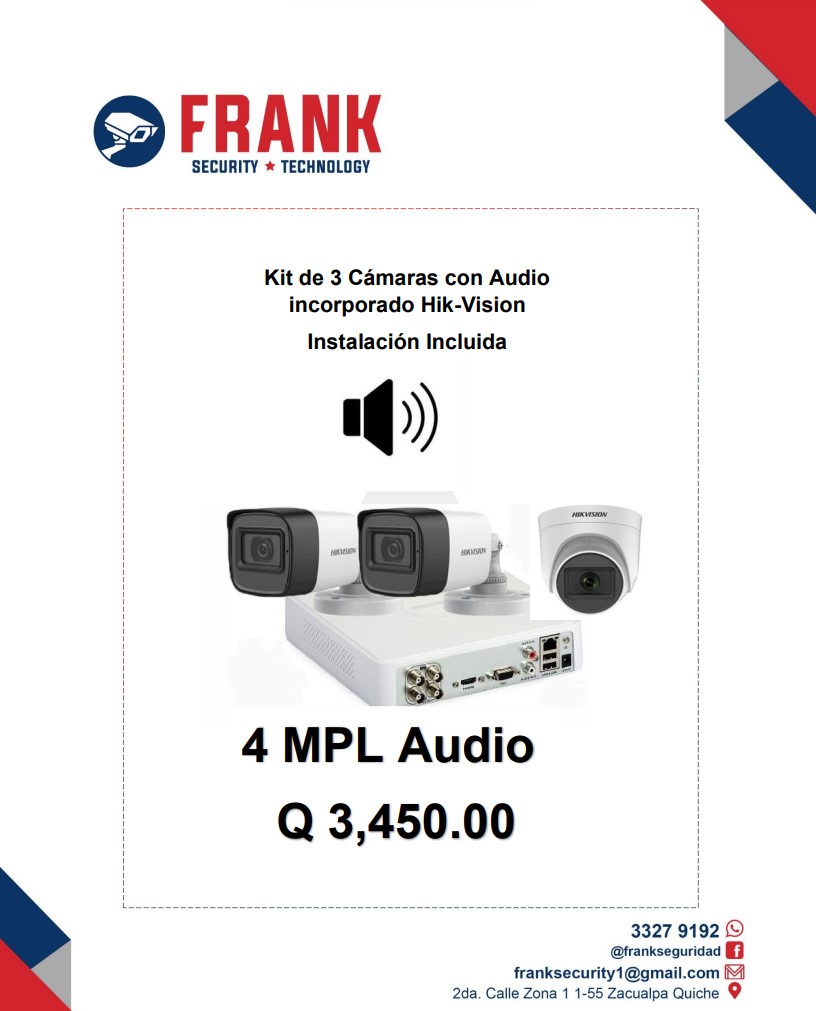 FRANK
SECURITY ★ TECHNOLOGY
Kit de 3 Cámaras con Audio
incorporado Hik-Vision
Instalación Incluida
HIKVISION
HIKVISION
HIKVISION
4 MPL Audio
Q 3,450.00
3327 9192
@frankseguridad
franksecurity1@gmail.com
2da. Calle Zona 1 1-55 Zacualpa Quiche